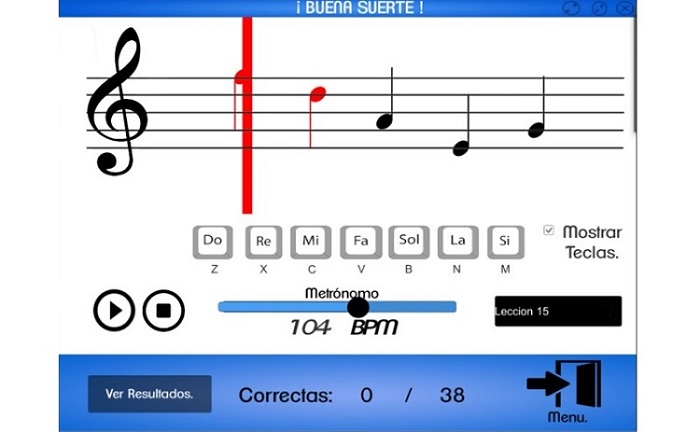 ¡ BUENA SUERTE !
Do Re Mi Fa Sol La Si
Z X C V B N M
Mostrar
Teclas.
Metrónomo
104 BPM
Leccion 15
Ver Resultados.
Correctas: 0 / 38
Menu.